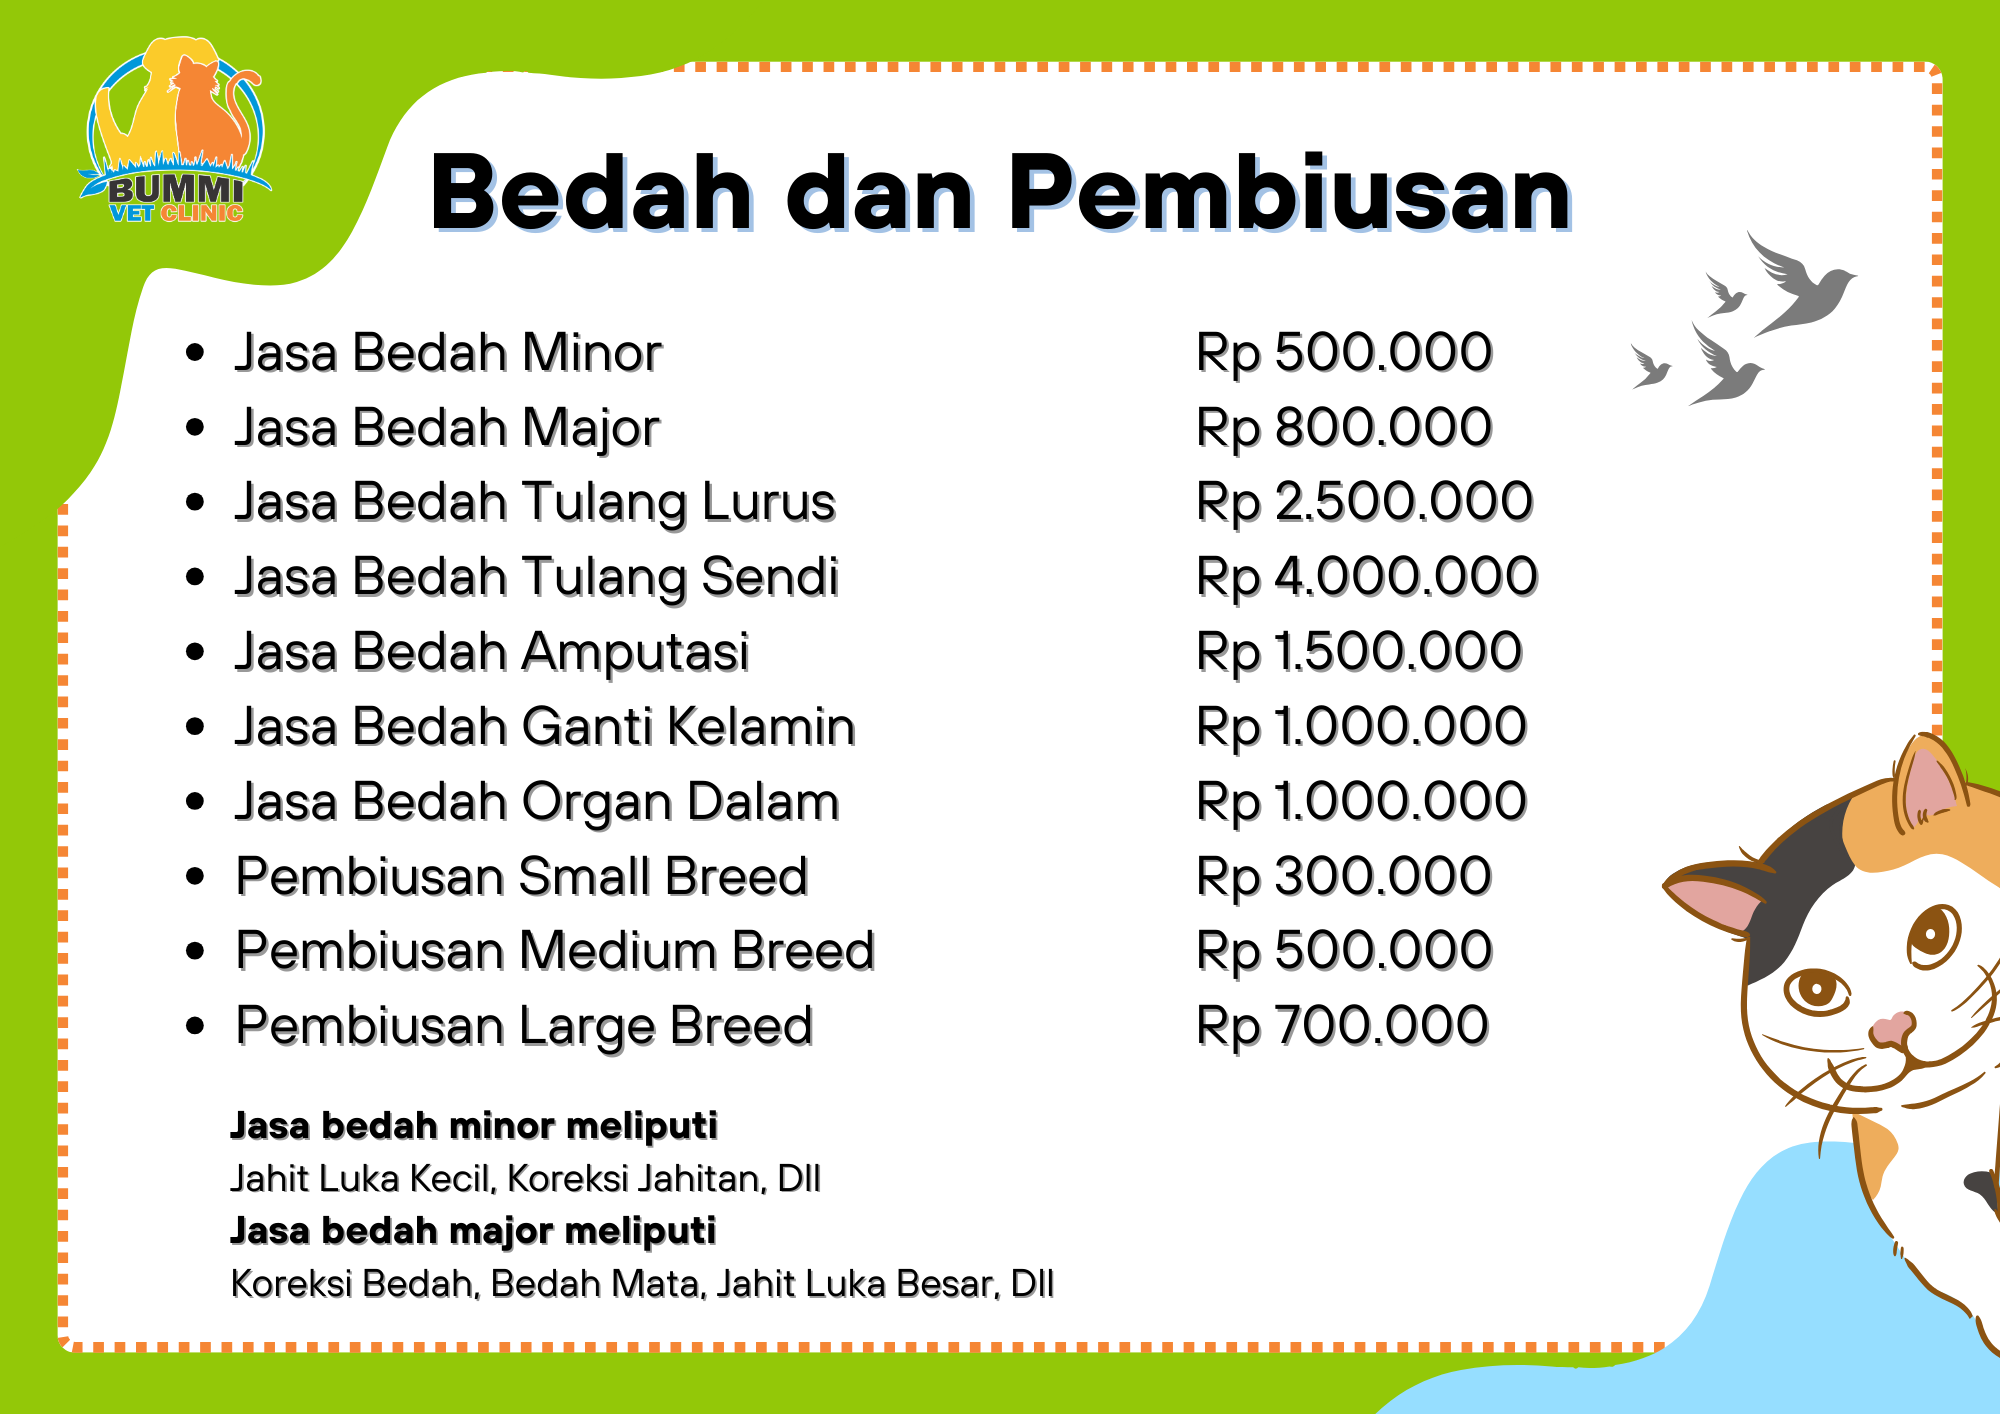 BUMMI
VET CLINIC
Bedah dan Pembiusan
• Jasa Bedah Minor Rp 500.000
• Jasa Bedah Major Rp 800.000
• Jasa Bedah Tulang Lurus Rp 2.500.000
• Jasa Bedah Tulang Sendi Rp 4.000.000
• Jasa Bedah Amputasi Rp 1.500.000
• Jasa Bedah Ganti Kelamin Rp 1.000.000
• Jasa Bedah Organ Dalam Rp 1.000.000
• Pembiusan Small Breed Rp 300.000
• Pembiusan Medium Breed Rp 500.000
• Pembiusan Large Breed Rp 700.000
Jasa bedah minor meliputi
Jahit Luka Kecil, Koreksi Jahitan, Dll
Jasa bedah major meliputi
Koreksi Bedah, Bedah Mata, Jahit Luka Besar, Dll